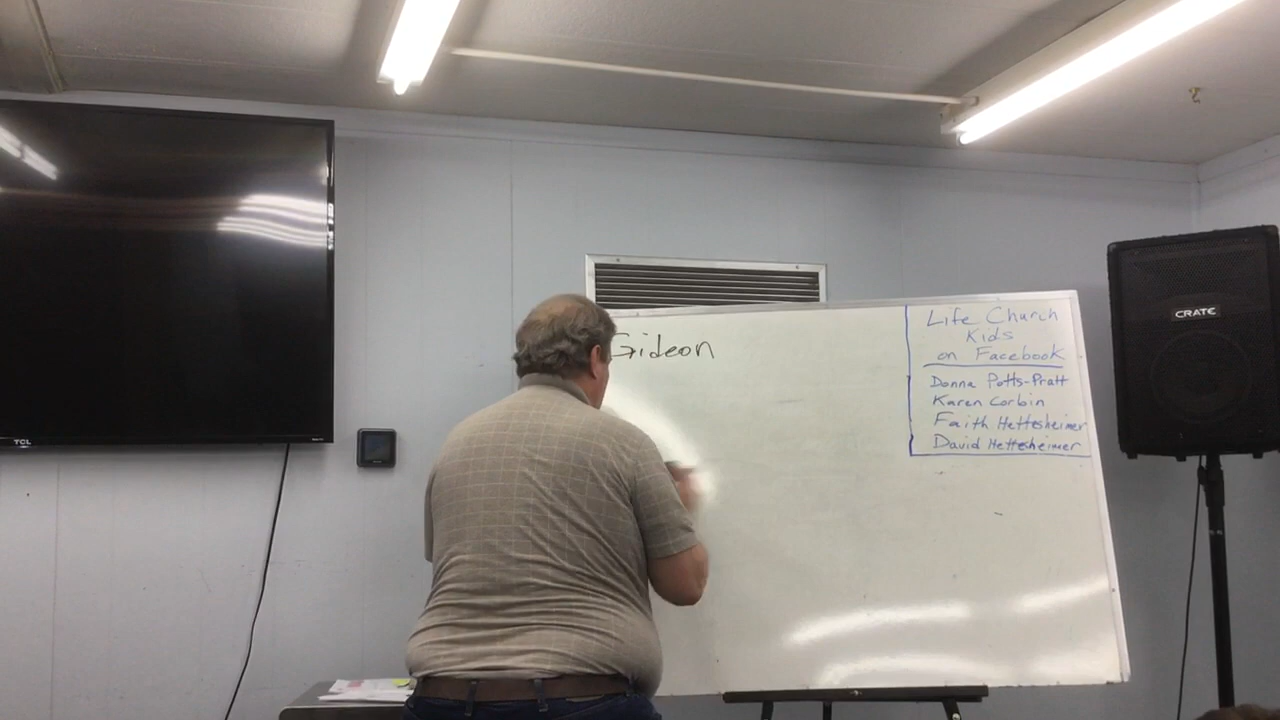 Gideon
Life Church
Kids
on Facebook
Donna Potts-Pratt
Karen Corbin
Faith Hettesheimer
David Hettesheimer
CRATE
TCL